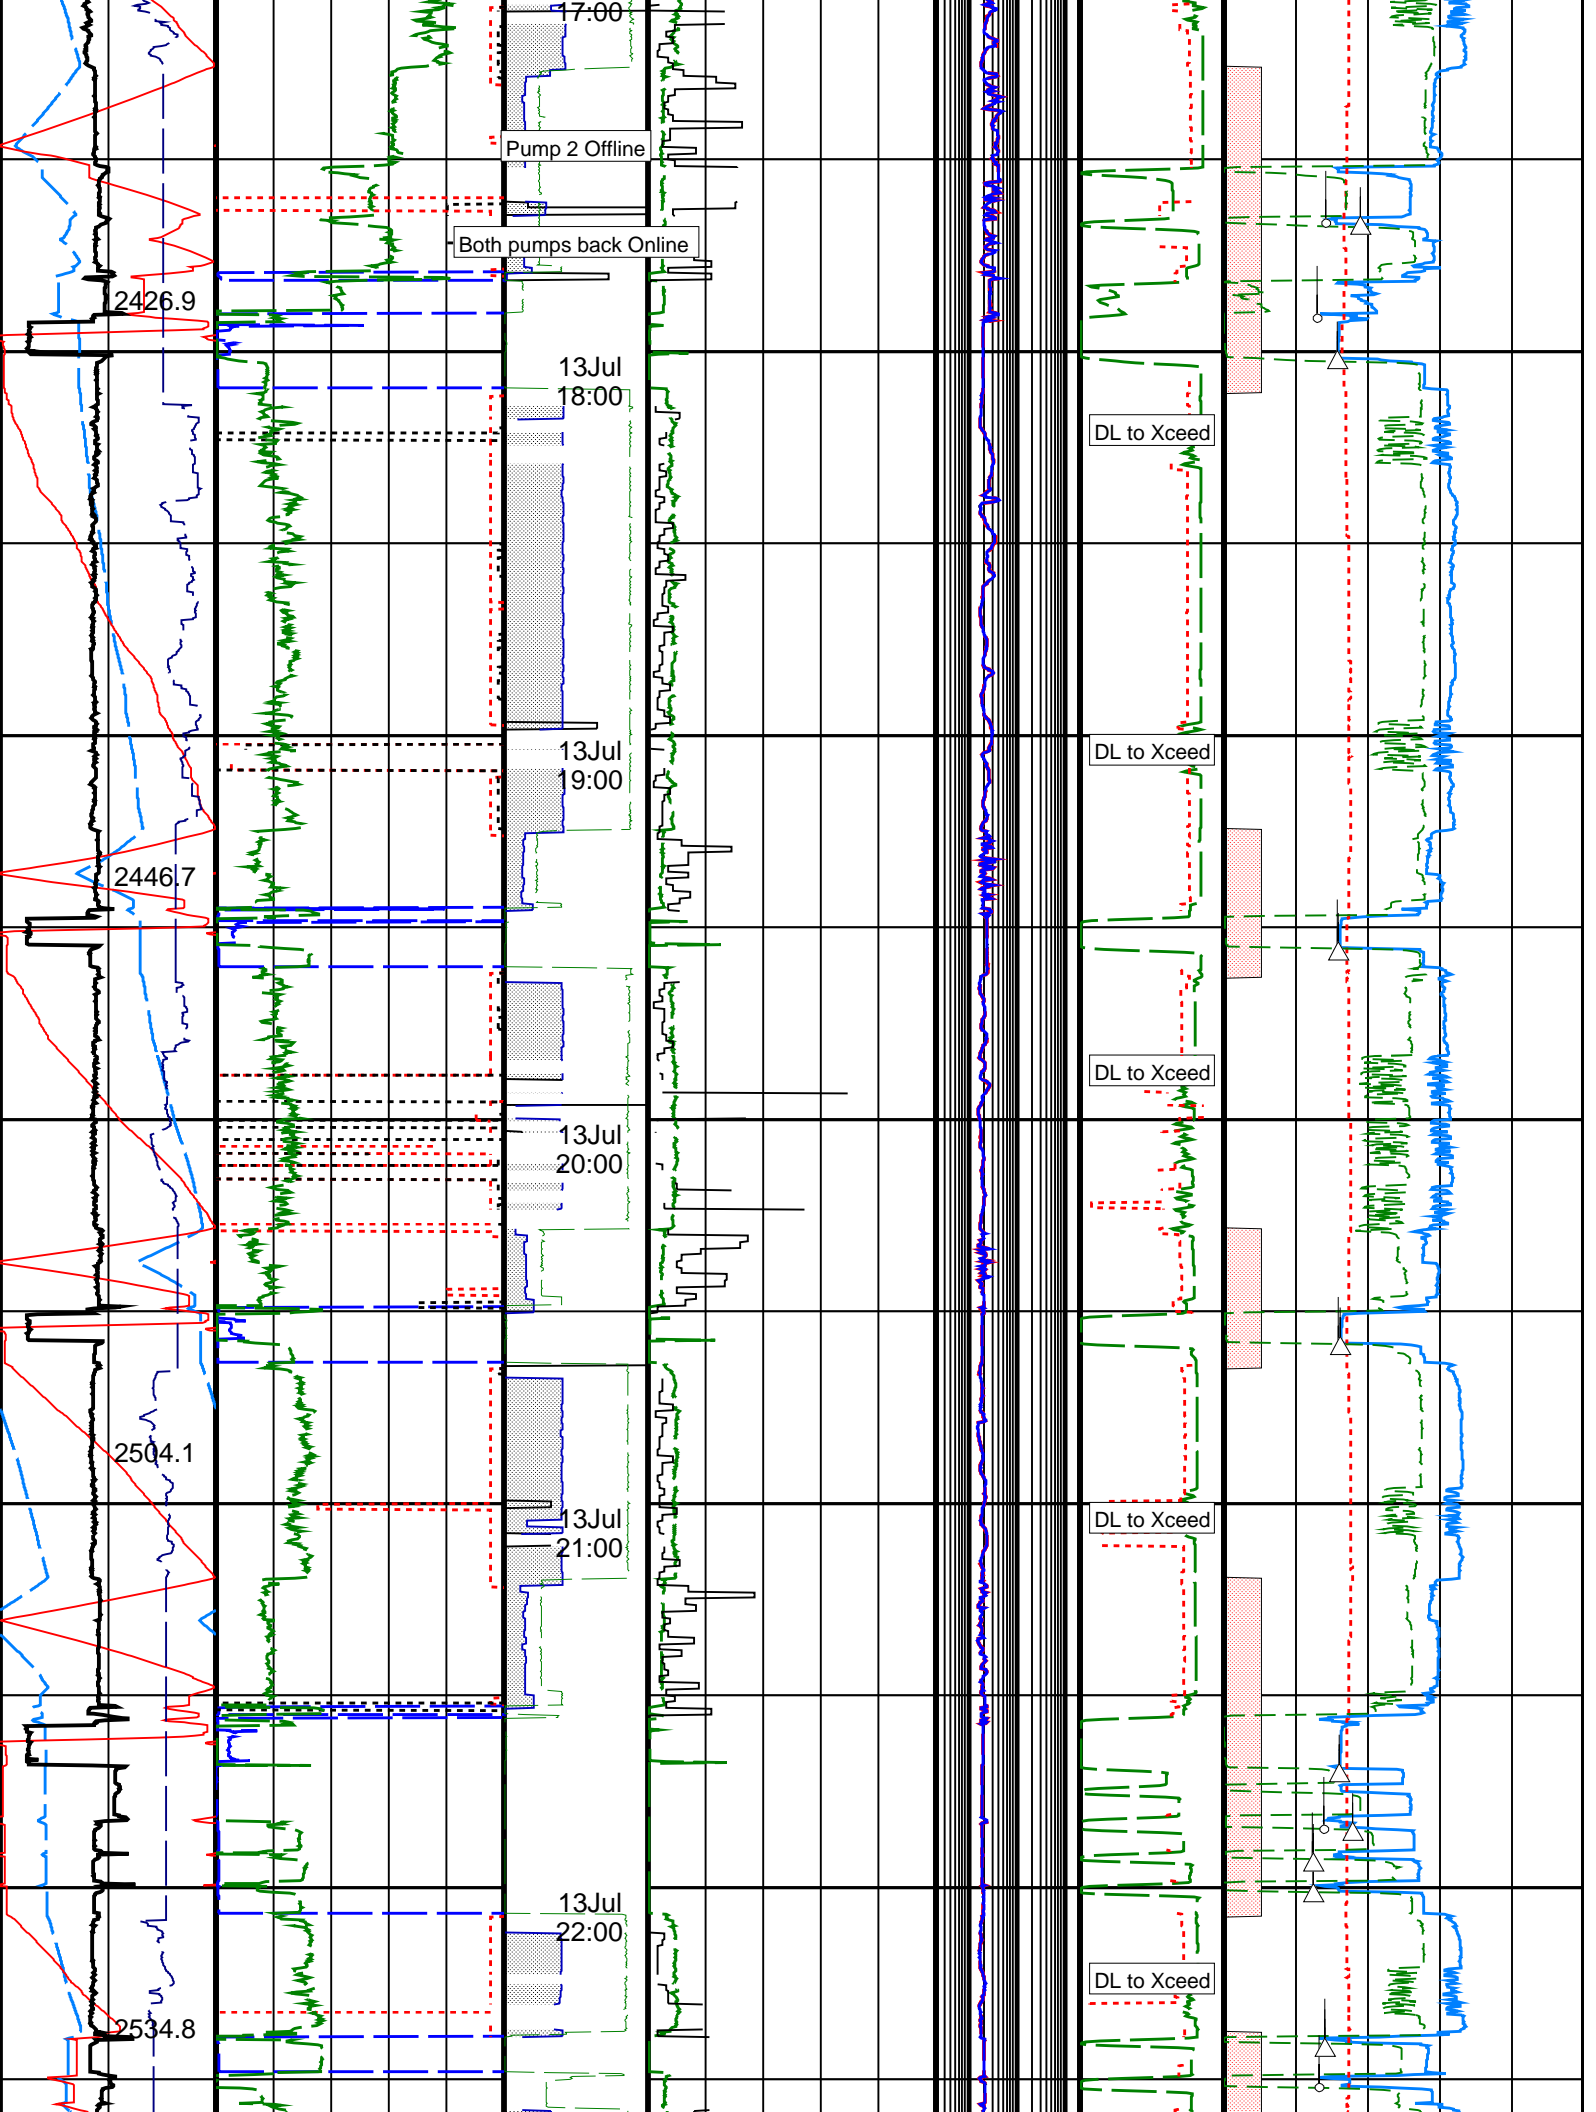 17:00
Pump 2 Offline
Both pumps back Online
2426.9
13Jul
18:00
DL to Xceed
13Jul
19:00
DL to Xceed
2446.7
DL to Xceed
13Jul
20:00
2504.1
13Jul
21:00
DL to Xceed
13Jul
22:00
DL to Xceed
2534.8